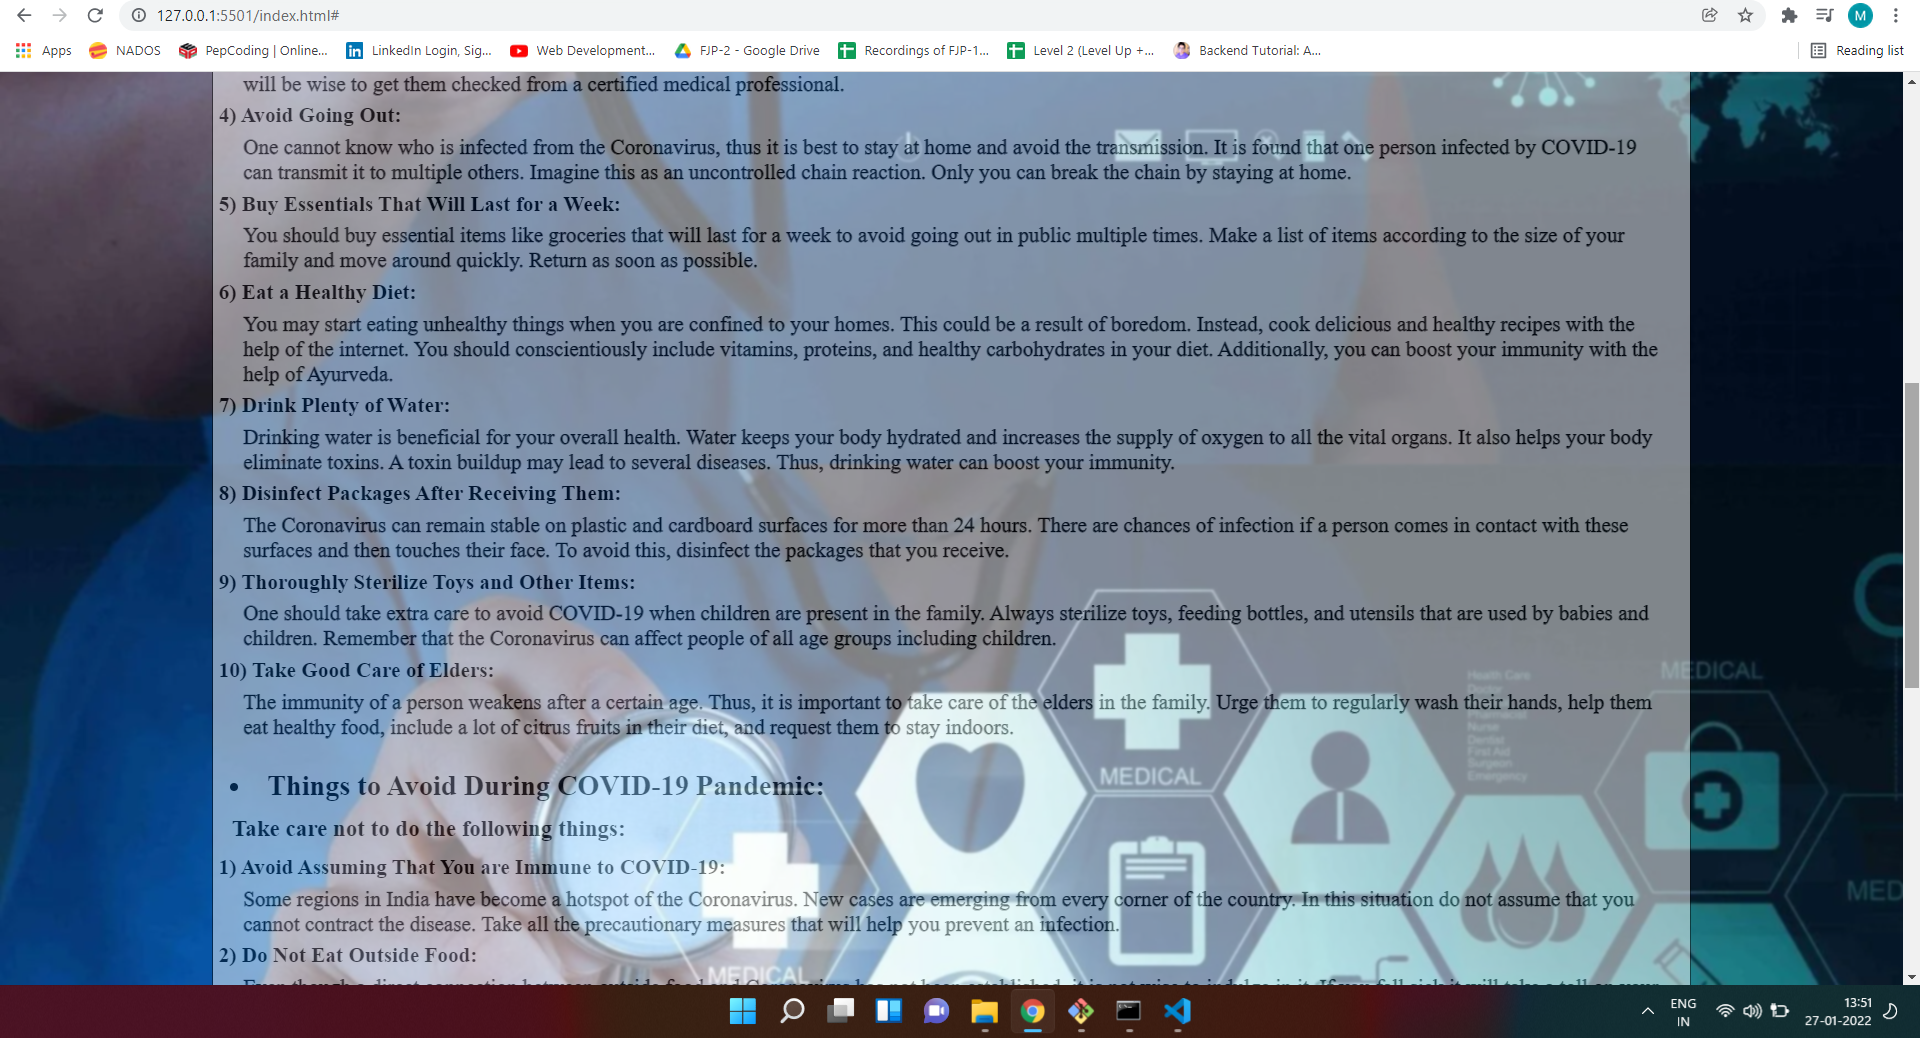 127.0.0.1:5501/index.html#
M
Apps
NADOS
PepCoding | Online...
LinkedIn Login, Sig...
Web Development...
FJP-2 - Google Drive
Recordings of FJP-1...
Level 2 (Level Up +...
Backend Tutorial: A...
Reading list
will be wise to get them checked from a certified medical professional.
4) Avoid Going Out:
One cannot know who is infected from the Coronavirus, thus it is best to stay at home and avoid the transmission. It is found that one person infected by COVID-19
can transmit it to multiple others. Imagine this as an uncontrolled chain reaction. Only you can break the chain by staying at home.
5) Buy Essentials That Will Last for a Week:
You should buy essential items like groceries that will last for a week to avoid going out in public multiple times. Make a list of items according to the size of your
family and move around quickly. Return as soon as possible.
6) Eat a Healthy Diet:
You may start eating unhealthy things when you are confined to your homes. This could be a result of boredom. Instead, cook delicious and healthy recipes with the
help of the internet. You should conscientiously include vitamins, proteins, and healthy carbohydrates in your diet. Additionally, you can boost your immunity with the
help of Ayurveda.
7) Drink Plenty of Water:
Drinking water is beneficial for your overall health. Water keeps your body hydrated and increases the supply of oxygen to all the vital organs. It also helps your body
eliminate toxins. A toxin buildup may lead to several diseases. Thus, drinking water can boost your immunity.
8) Disinfect Packages After Receiving Them:
The Coronavirus can remain stable on plastic and cardboard surfaces for more than 24 hours. There are chances of infection if a person comes in contact with these
surfaces and then touches their face. To avoid this, disinfect the packages that you receive.
9) Thoroughly Sterilize Toys and Other Items:
One should take extra care to avoid COVID-19 when children are present in the family. Always sterilize toys, feeding bottles, and utensils that are used by babies and
children. Remember that the Coronavirus can affect people of all age groups including children.
10) Take Good Care of Elders:
The immunity of a person weakens after a certain age. Thus, it is important to take care of the elders in the family. Urge them to regularly wash their hands, help them
eat healthy food, include a lot of citrus fruits in their diet, and request them to stay indoors.
• Things to Avoid During COVID-19 Pandemic:
Take care not to do the following things:
1) Avoid Assuming That You are Immune to COVID-19:
Some regions in India have become a hotspot of the Coronavirus. New cases are emerging from every corner of the country. In this situation do not assume that you
cannot contract the disease. Take all the precautionary measures that will help you prevent an infection.
2) Do Not Eat Outside Food:
MEDICAL
Health Care
Nurse
Dentist
First Aid
Surgeon
Emergency
MEDICAL
MED
MEDICAL
ENG
IN
13:51
27-01-2022